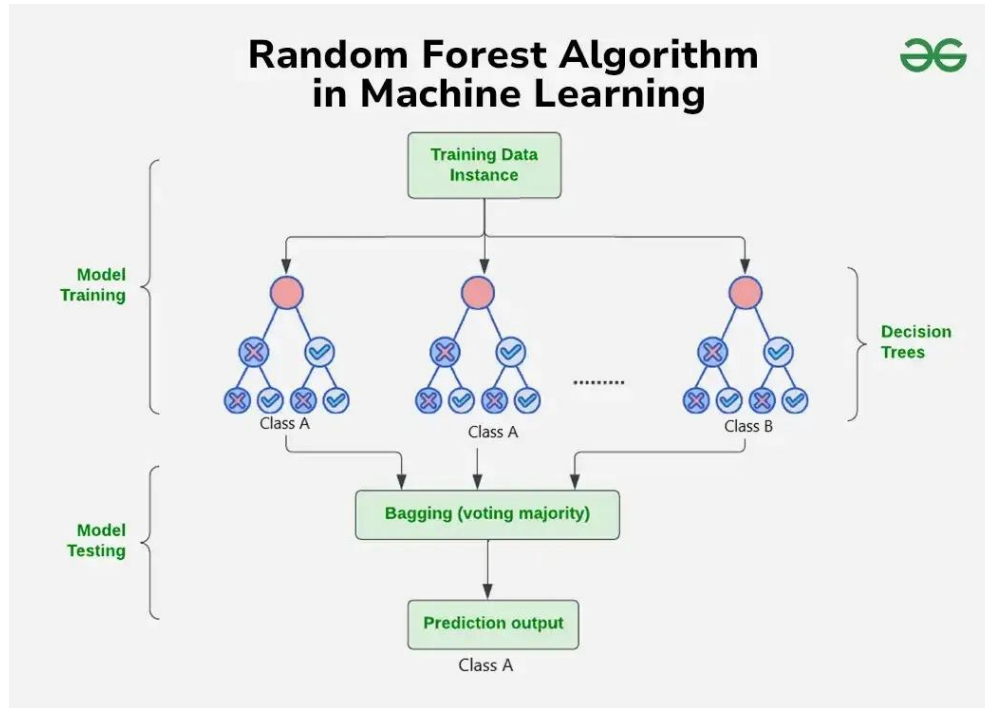 Random Forest Algorithm
in Machine Learning
Training Data
Instance
Model
Training
Decision
Trees
.........
Class A
Class A
Class B
Bagging (voting majority)
Model
Testing
Prediction output
Class A